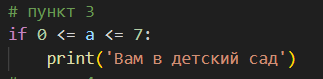 # пункт 3
if 0 <= a <= 7:
    print('Вам в детский сад')